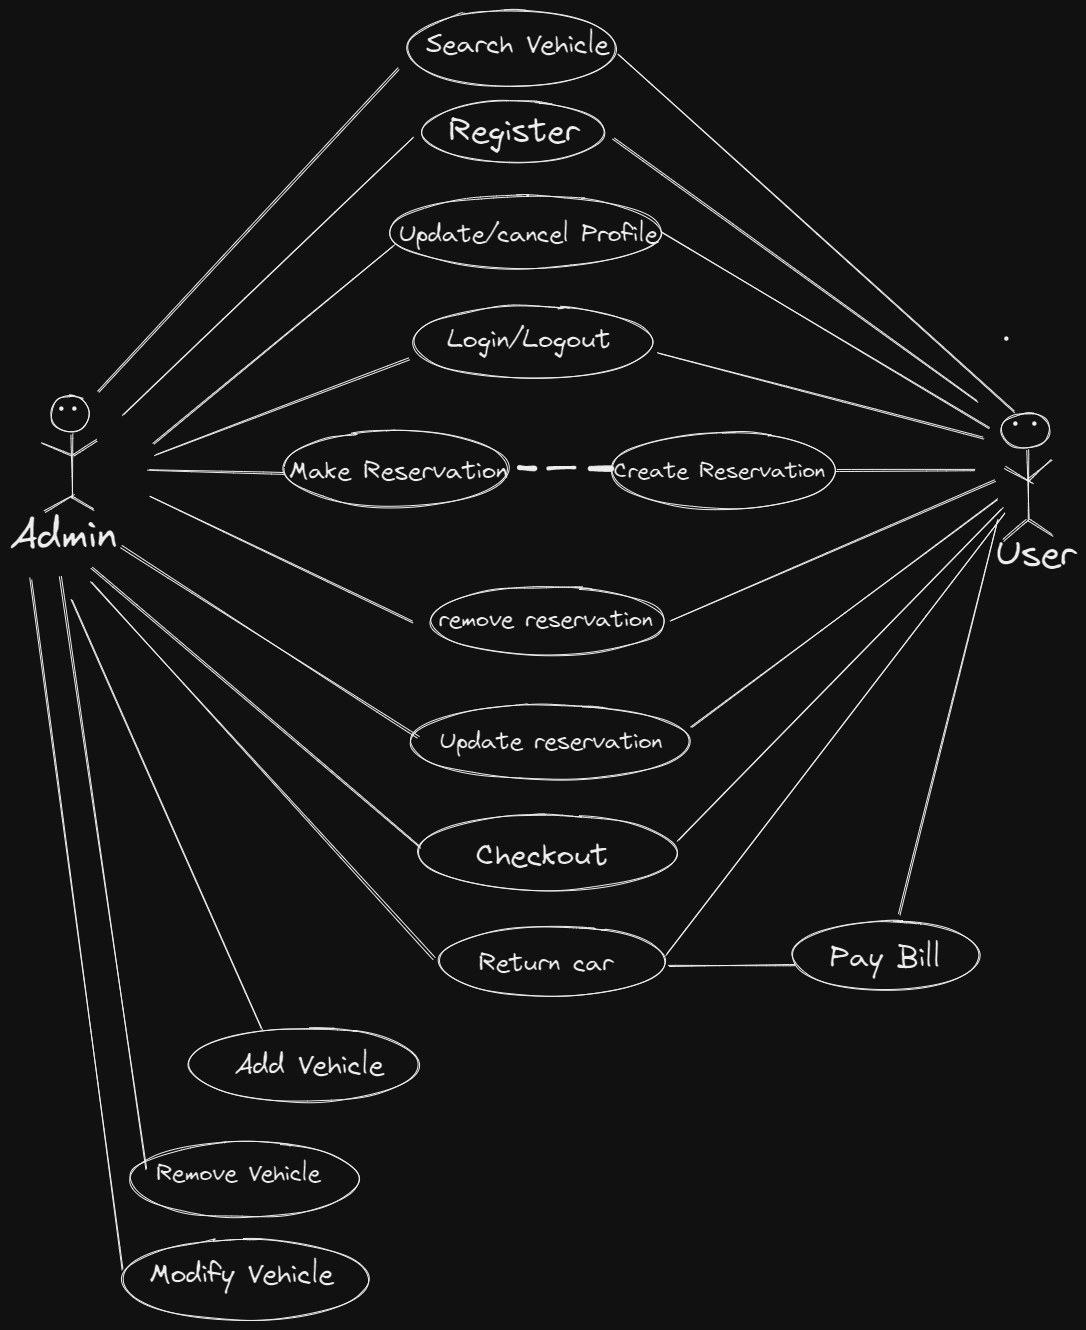 Search Vehicle
Register
Update/cancel Profile
Login/Logout
Make Reservation
Create Reservation
Admin
User
remove reservation
Update reservation
Checkout
Return car
Pay Bill
Add Vehicle
Remove Vehicle
Modify Vehicle